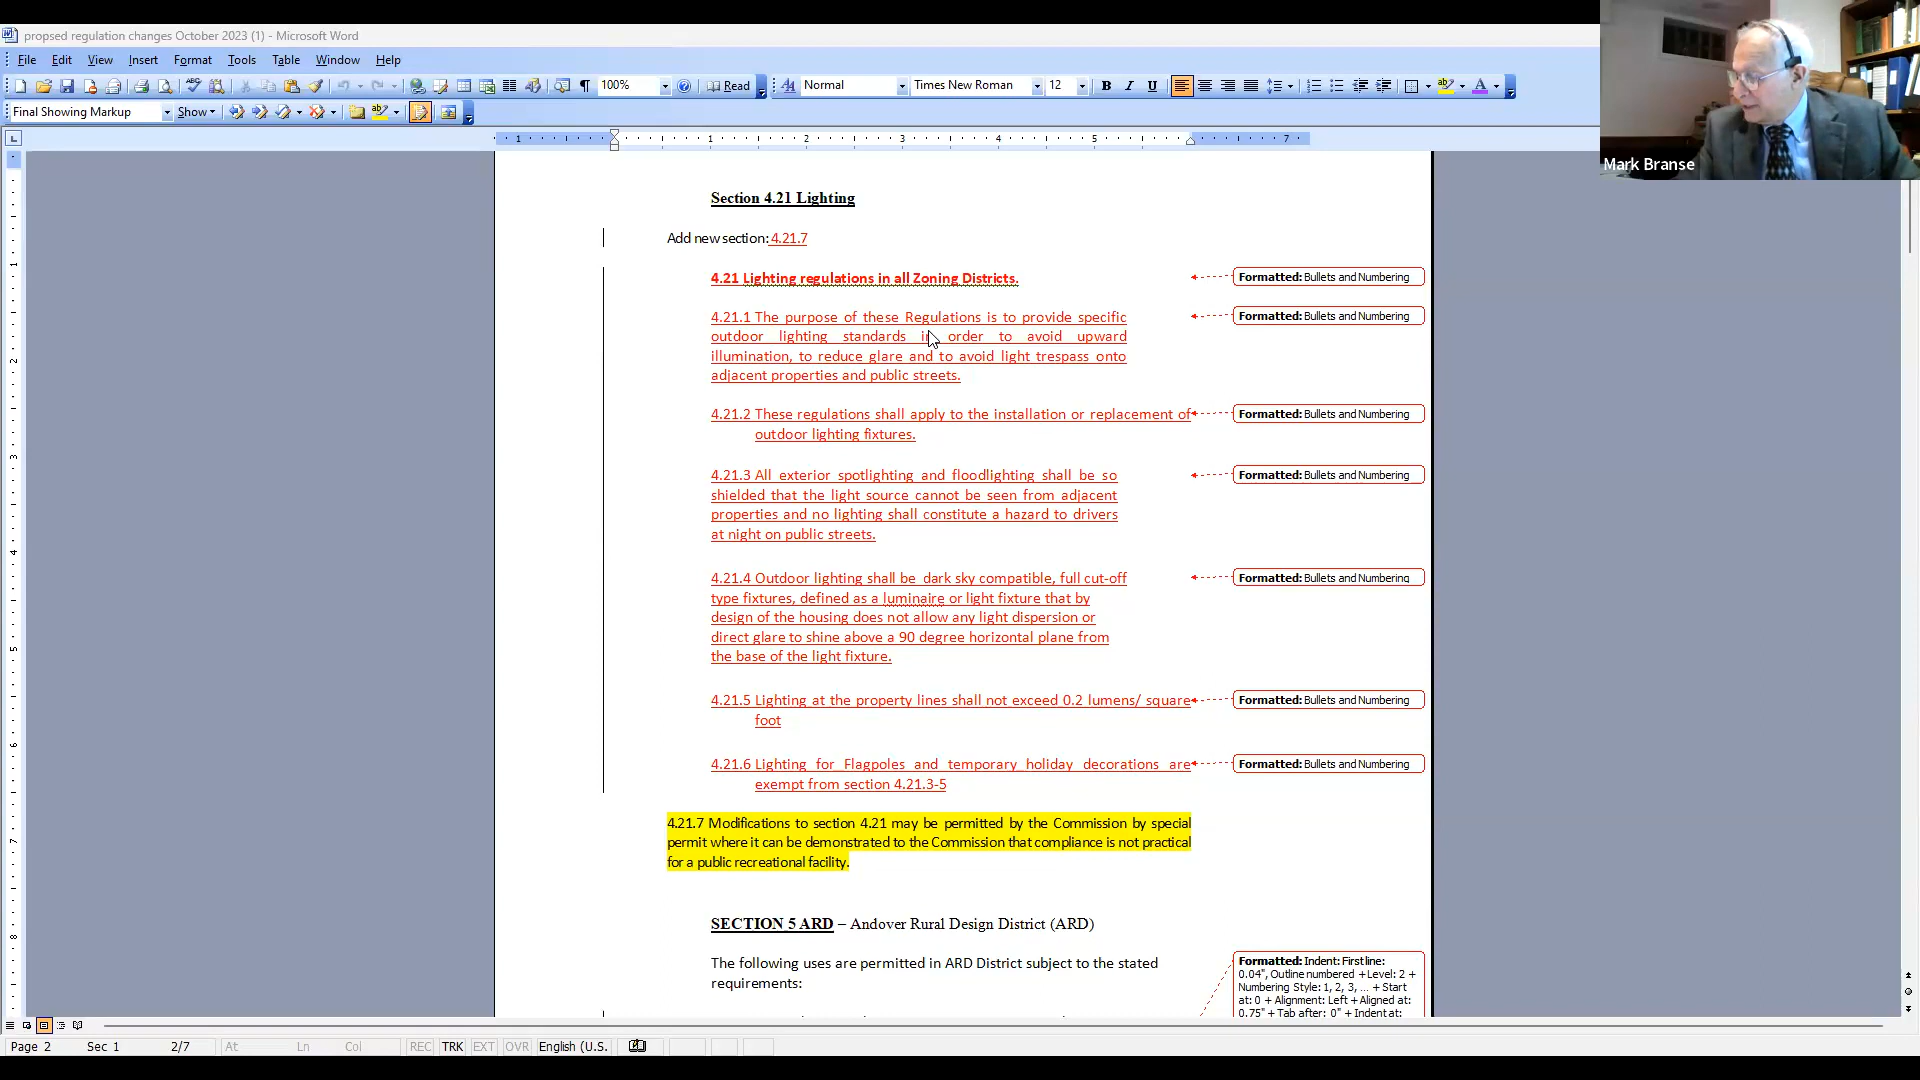 propsed regulation changes October 2023 (1) - Microsoft Word
File Edit View Insert Format Tools Table Window Help
100% Read Normal Times New Roman 12 B I U
Final Showing Markup Show
1 1 2 3 4 5 7
Mark Branse
Section 4.21 Lighting
Add new section: 4.21.7
4.21 Lighting regulations in all Zoning Districts.
Formatted: Bullets and Numbering
4.21.1 The purpose of these Regulations is to provide specific
Formatted: Bullets and Numbering
outdoor lighting standards in order to avoid upward
illumination, to reduce glare and to avoid light trespass onto
adjacent properties and public streets.
4.21.2 These regulations shall apply to the installation or replacement of
Formatted: Bullets and Numbering
outdoor lighting fixtures.
4.21.3 All exterior spotlighting and floodlighting shall be so
Formatted: Bullets and Numbering
shielded that the light source cannot be seen from adjacent
properties and no lighting shall constitute a hazard to drivers
at night on public streets.
4.21.4 Outdoor lighting shall be dark sky compatible, full cut-off
Formatted: Bullets and Numbering
type fixtures, defined as a luminaire or light fixture that by
design of the housing does not allow any light dispersion or
direct glare to shine above a 90 degree horizontal plane from
the base of the light fixture.
4.21.5 Lighting at the property lines shall not exceed 0.2 lumens/ square
Formatted: Bullets and Numbering
foot
4.21.6 Lighting for Flagpoles and temporary holiday decorations are
Formatted: Bullets and Numbering
exempt from section 4.21.3-5
4.21.7 Modifications to section 4.21 may be permitted by the Commission by special
permit where it can be demonstrated to the Commission that compliance is not practical
for a public recreational facility.
SECTION 5 ARD – Andover Rural Design District (ARD)
The following uses are permitted in ARD District subject to the stated
requirements:
Formatted: Indent: First line:
0.04", Outline numbered + Level: 2 +
Numbering Style: 1, 2, 3, ... + Start
at: 0 + Alignment: Left + Aligned at:
0.75" + Tab after: 0" + Indent at:
Page 2 Sec 1 2/7 At Ln Col REC TRK EXT OVR English (U.S.